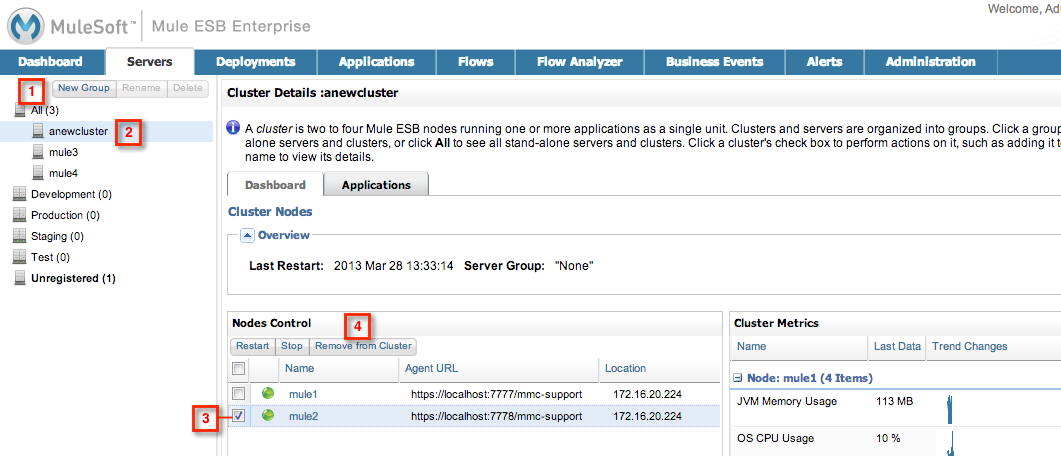 Welcome, Ad
MuleSoft™ Mule ESB Enterprise
Dashboard Servers Deployments Applications Flows Flow Analyzer Business Events Alerts Administration
1 New Group Rename Delete
All (3)
anewcluster 2
mule3
mule4
Development (0)
Production (0)
Staging (0)
Test (0)
Unregistered (1)
Cluster Details :anewcluster
A cluster is two to four Mule ESB nodes running one or more applications as a single unit. Clusters and servers are organized into groups. Click a group
alone servers and clusters, or click All to see all stand-alone servers and clusters. Click a cluster's check box to perform actions on it, such as adding it to
name to view its details.
Dashboard Applications
Cluster Nodes
Overview
Last Restart: 2013 Mar 28 13:33:14 Server Group: "None"
Nodes Control
4
Restart Stop Remove from Cluster
Name Agent URL Location
mule1 https://localhost:7777/mmc-support 172.16.20.224
3 mule2 https://localhost:7778/mmc-support 172.16.20.224
Cluster Metrics
Name Last Data Trend Changes
Node: mule1 (4 Items)
JVM Memory Usage 113 MB
OS CPU Usage 10 %